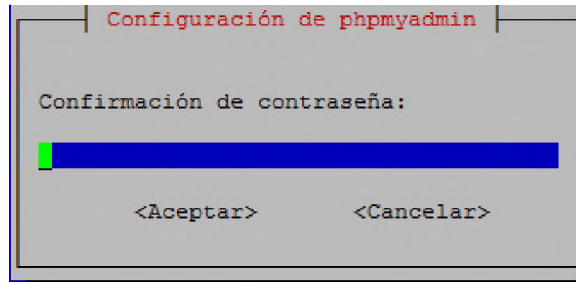 Configuración de phpmyadmin
Confirmación de contraseña:
<Aceptar> <Cancelar>